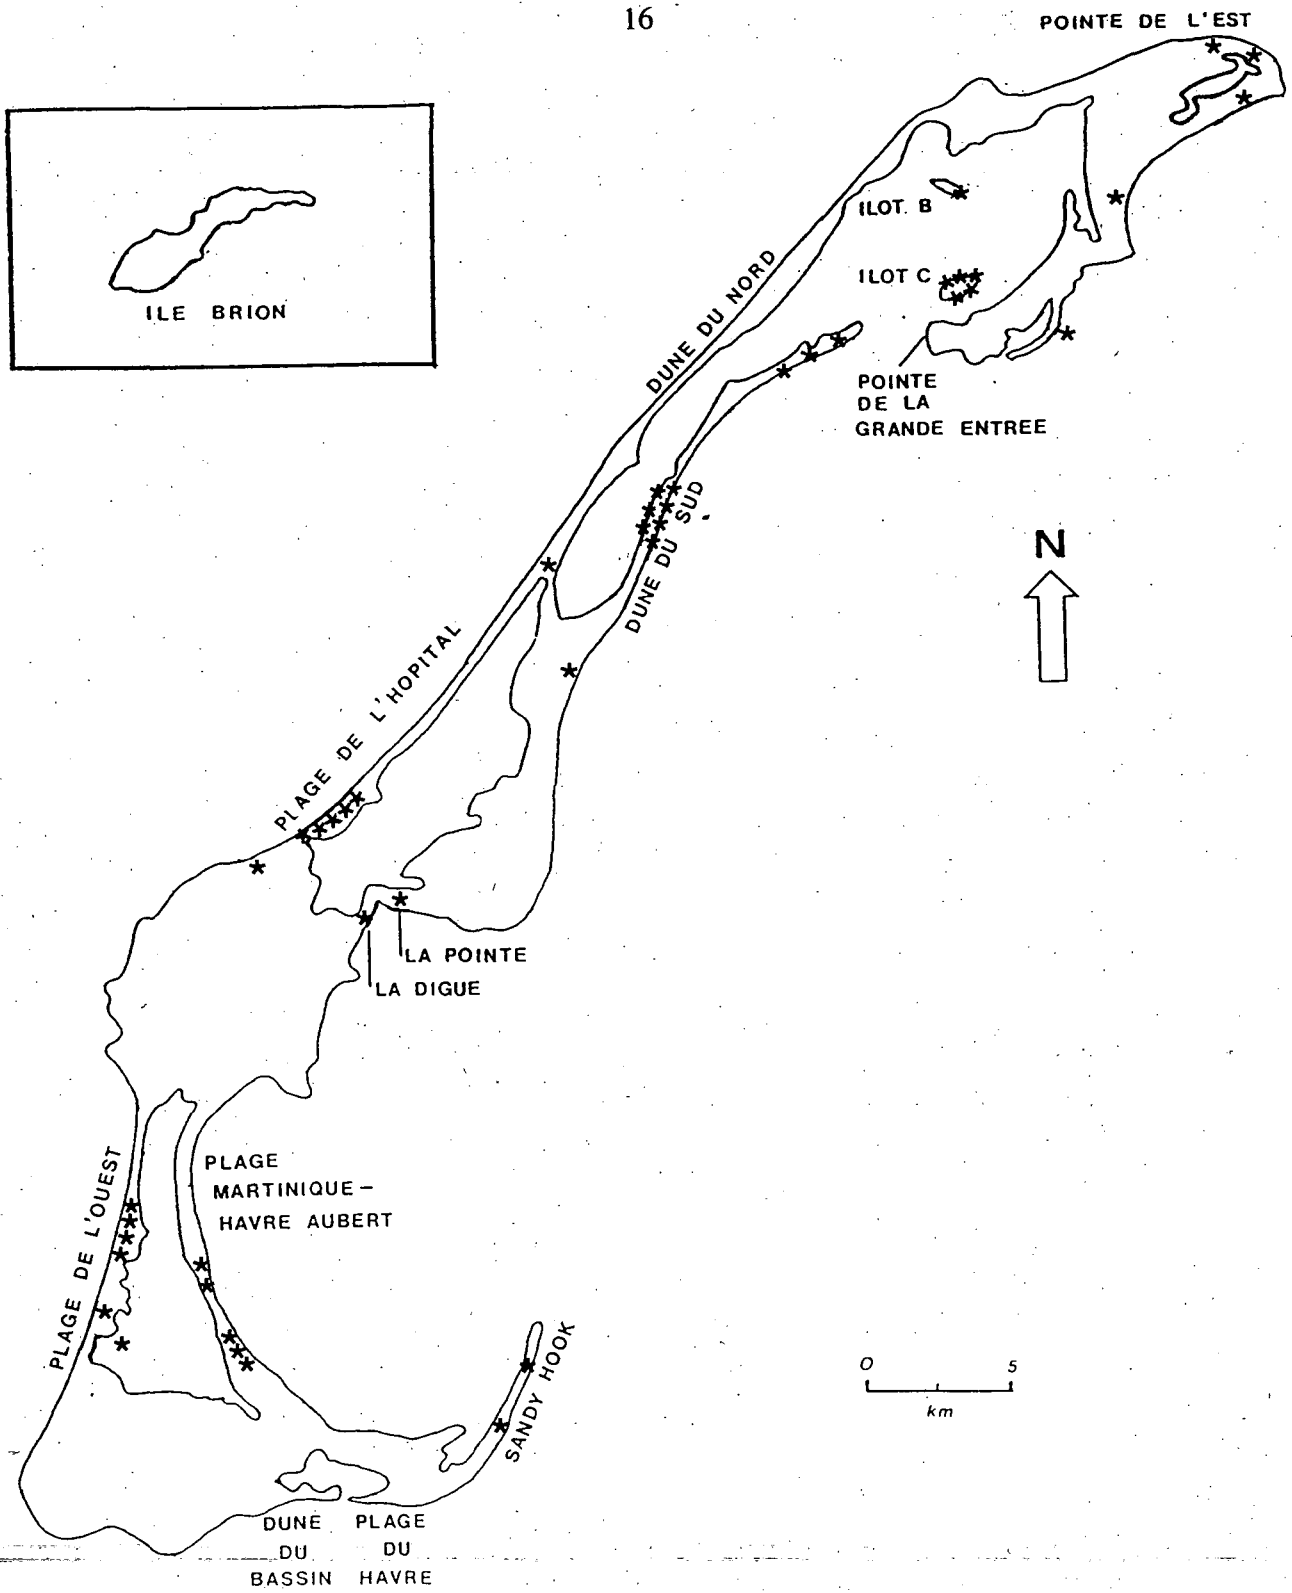 16
POINTE DE L'EST
ILE BRION
ILOT. B
ILOT C
DUNE DU NORD
POINTE
DE LA
GRANDE ENTREE
DUNE DU SUD
N
PLAGE DE L'HOPITAL
LA POINTE
LA DIGUE
PLAGE
MARTINIQUE-
HAVRE AUBERT
PLAGE DE L'OUEST
SANDY HOOK
0 5
km
DUNE
DU
BASSIN
PLAGE
DU
HAVRE